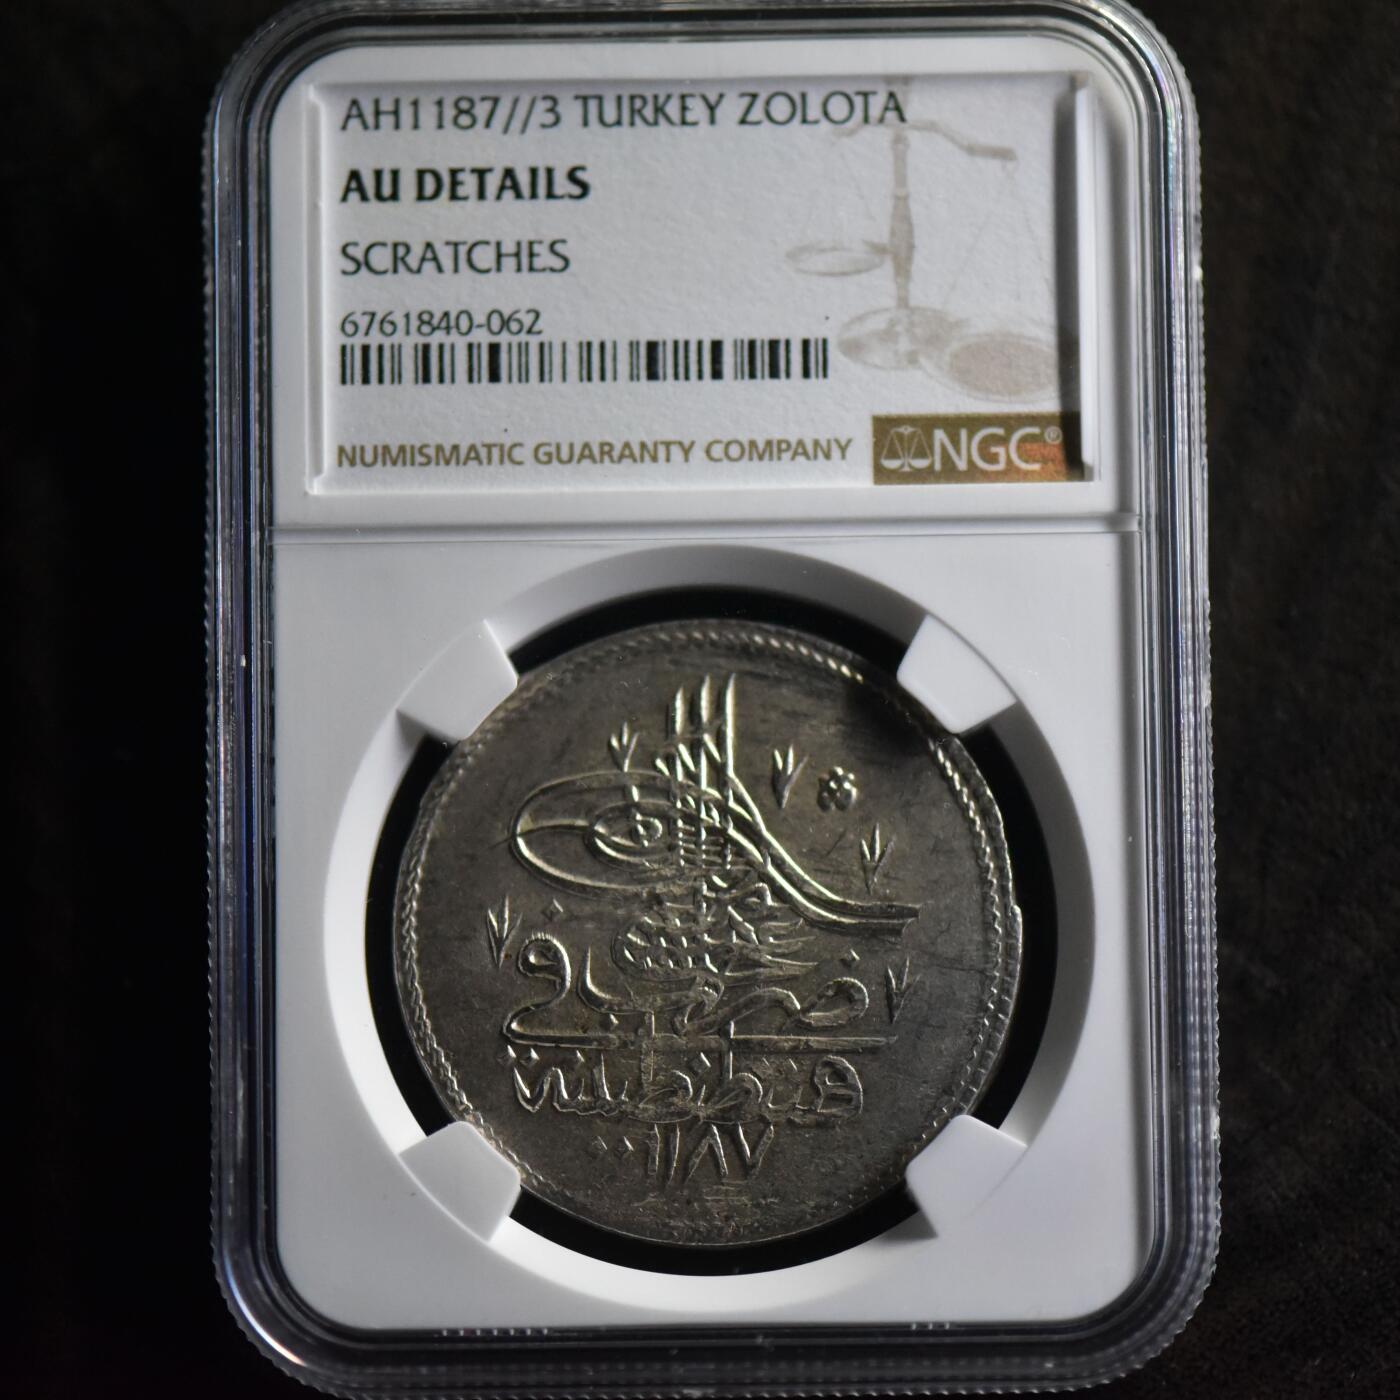 AH1187//3 TURKEY ZOLOTA
AU DETAILS
SCRATCHES
6761840-062
NUMISMATIC GUARANTY COMPANY
NGC®
ضرب فى
قسطنطينية
١١٨٧